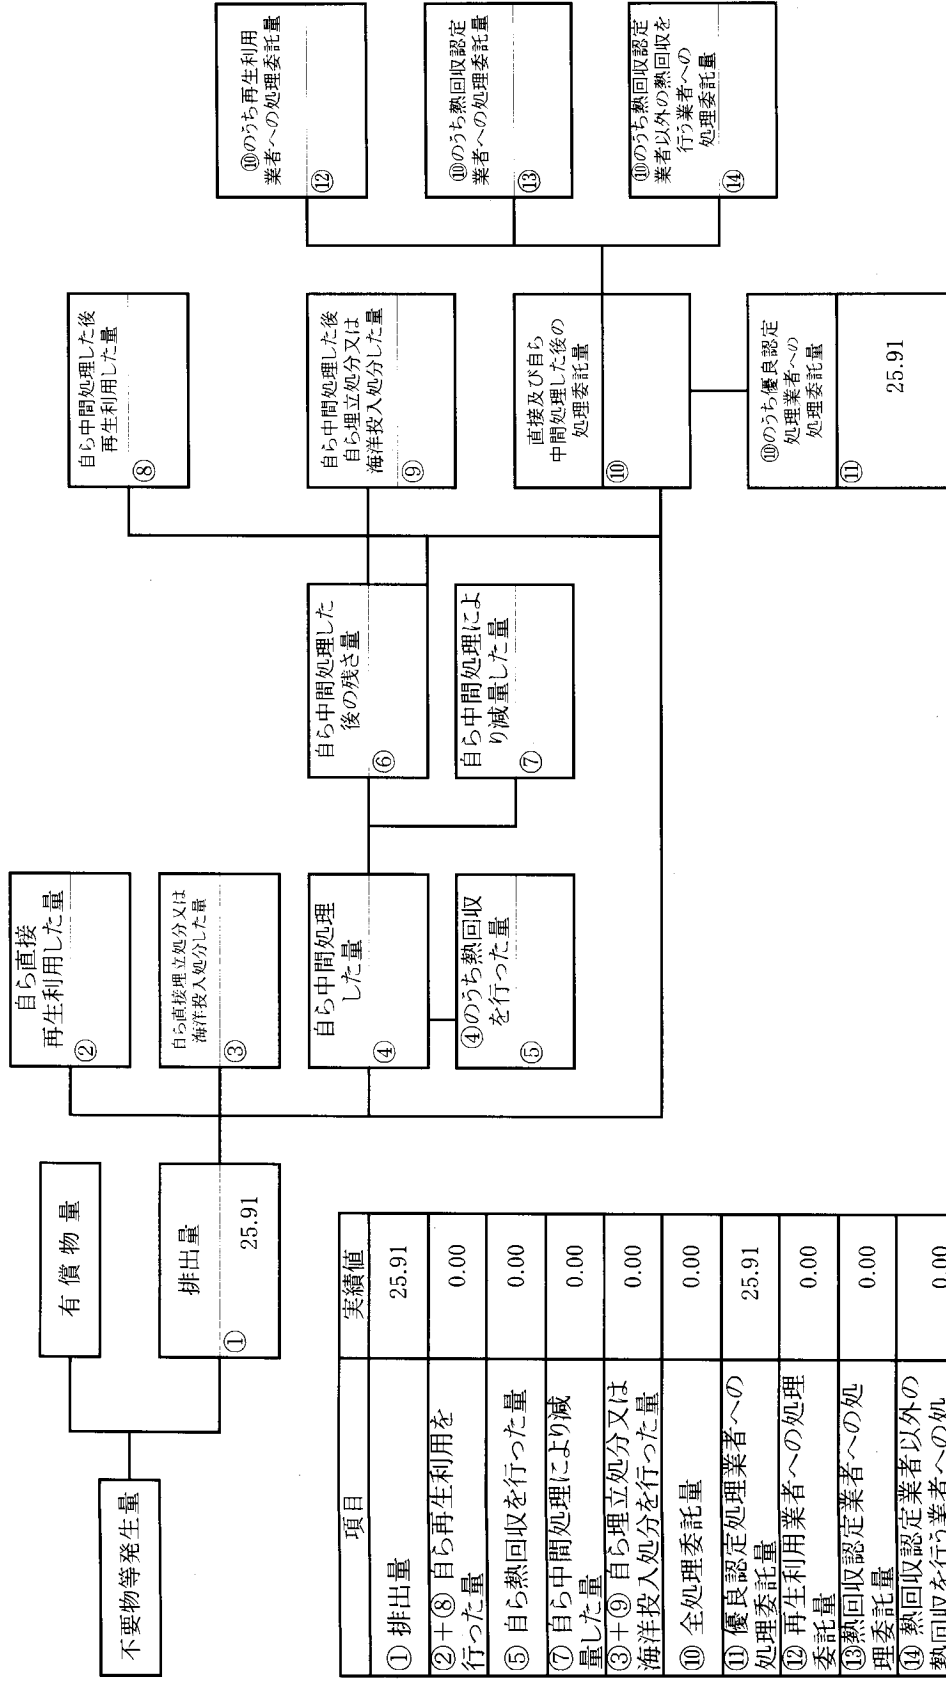 不要物等発生量
有償物量
排出量
①
25.91
自ら直接
再生利用した量
②
自ら直接埋立処分又は
海洋投入処分した量
③
自ら中間処理
した量
④
④のうち熱回収
を行った量
⑤
自ら中間処理した
後の残さ量
⑥
自ら中間処理によ
り減量した量
⑦
自ら中間処理した後
再生利用した量
⑧
自ら中間処理した後
自ら埋立処分又は
海洋投入処分した量
⑨
直接及び自ら
中間処理した後の
処理委託量
⑩
⑩のうち優良認定
処理業者への
処理委託量
⑪
25.91
⑩のうち再生利用
業者への処理委託量
⑫
⑩のうち熱回収認定
業者への処理委託量
⑬
⑩のうち熱回収認定
業者以外の熱回収を
行う業者への
処理委託量
⑭
項目 実績値
① 排出量 25.91
②+⑧ 自ら再生利用を
行った量 0.00
⑤ 自ら熱回収を行った量 0.00
⑦ 自ら中間処理により減
量した量 0.00
③+⑨ 自ら埋立処分又は
海洋投入処分を行った量 0.00
⑩ 全処理委託量 0.00
⑪ 優良認定処理業者への
処理委託量 25.91
⑫ 再生利用業者への処理
委託量 0.00
⑬熱回収認定業者への処
理委託量 0.00
⑭ 熱回収認定業者以外の
熱回収を行う業者への処 0.00